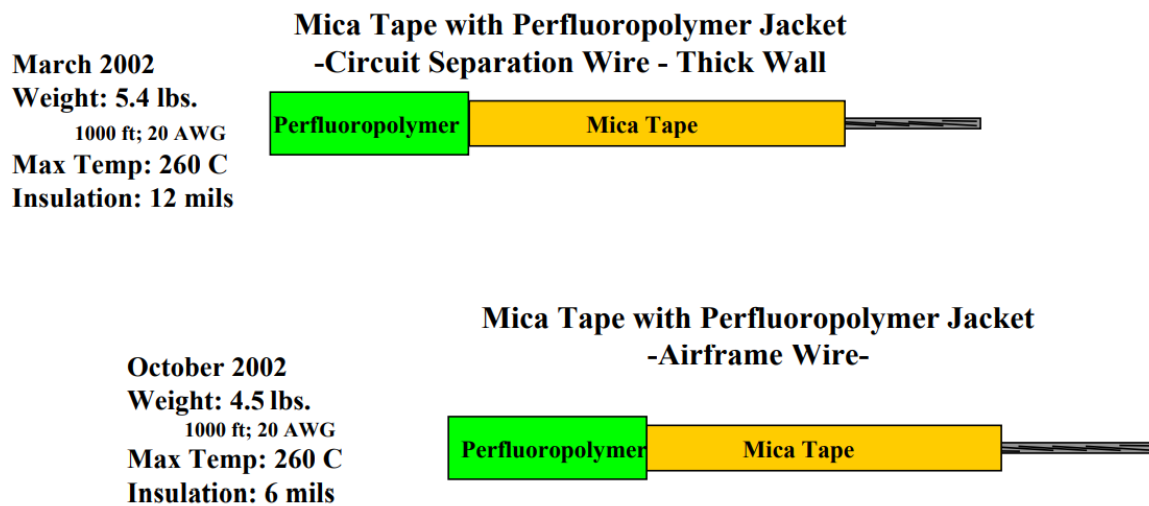 Mica Tape with Perfluoropolymer Jacket
-Circuit Separation Wire - Thick Wall
March 2002
Weight: 5.4 lbs.
1000 ft; 20 AWG
Max Temp: 260 C
Insulation: 12 mils
Perfluoropolymer
Mica Tape
Mica Tape with Perfluoropolymer Jacket
-Airframe Wire-
October 2002
Weight: 4.5 lbs.
1000 ft; 20 AWG
Max Temp: 260 C
Insulation: 6 mils
Perfluoropolymer
Mica Tape